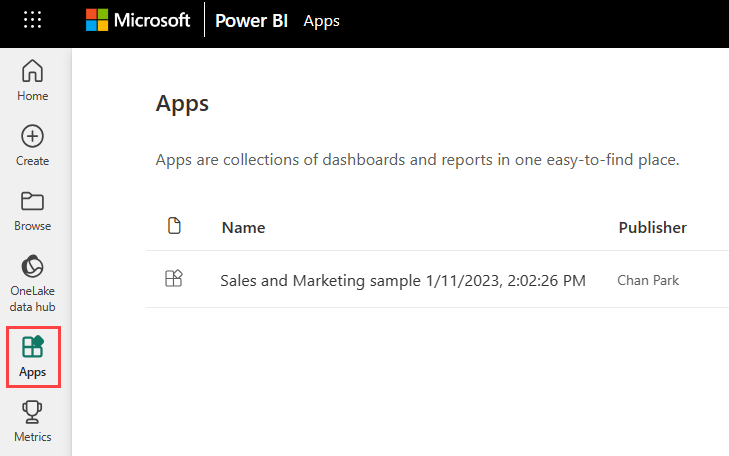 Microsoft Power BI Apps
Home
Create
Browse
OneLake
data hub
Apps
Metrics
Apps
Apps are collections of dashboards and reports in one easy-to-find place.
Name Publisher
Sales and Marketing sample 1/11/2023, 2:02:26 PM Chan Park